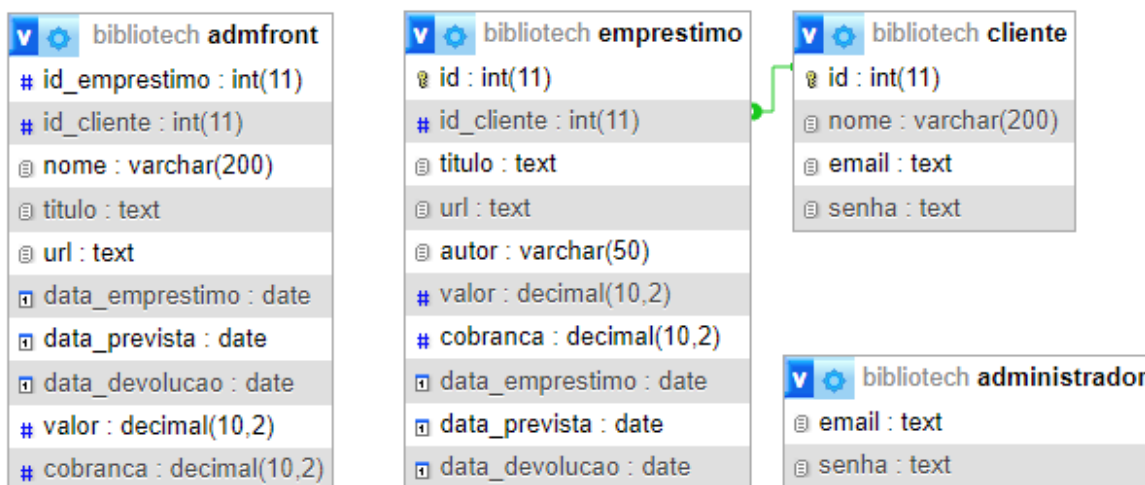 bibliotech admfront
id_emprestimo : int(11)
id_cliente : int(11)
nome : varchar(200)
titulo : text
url : text
data_emprestimo : date
data_prevista : date
data_devolucao : date
valor : decimal(10,2)
cobranca : decimal(10,2)
bibliotech emprestimo
id : int(11)
id_cliente : int(11)
titulo : text
url : text
autor : varchar(50)
valor : decimal(10,2)
cobranca : decimal(10,2)
data_emprestimo : date
data_prevista : date
data_devolucao : date
bibliotech cliente
id : int(11)
nome : varchar(200)
email : text
senha : text
bibliotech administrador
email : text
senha : text